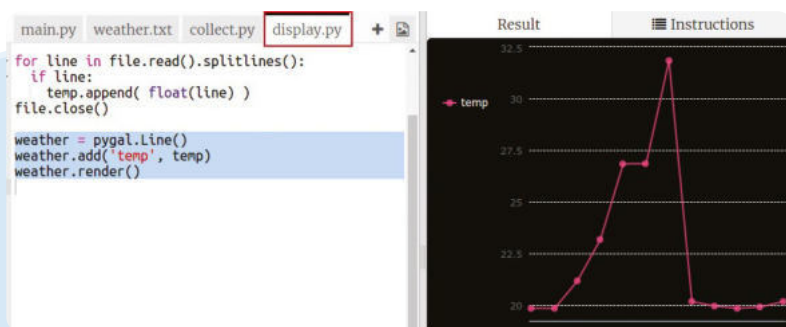 main.py weather.txt collect.py display.py +
for line in file.read().splitlines():
if line:
temp.append( float(line) )
file.close()
weather = pygal.Line()
weather.add('temp', temp)
weather.render()
Result Instructions
32.5
temp
30
27.5
25
22.5
20